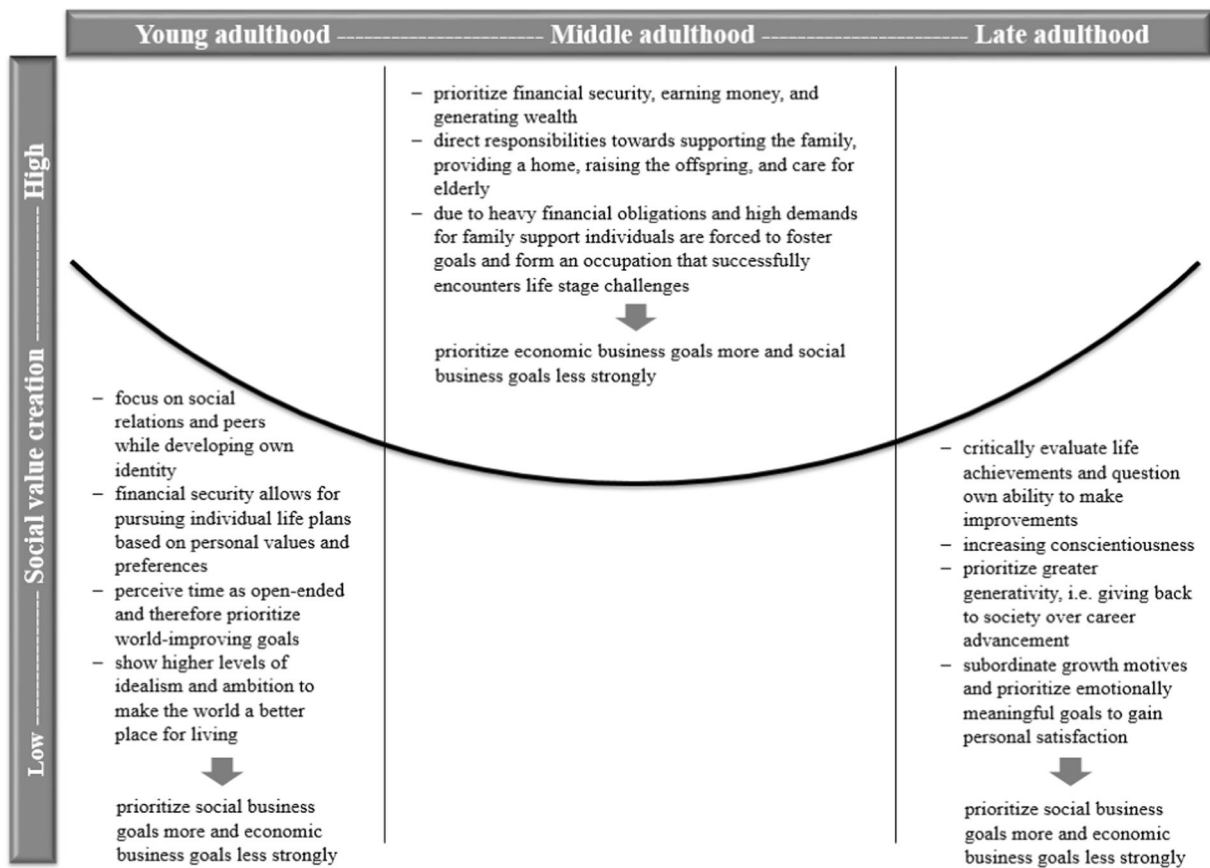 Young adulthood ----------------------- Middle adulthood ----------------------- Late adulthood
Low ------ Social value creation ------ High
– focus on social
relations and peers
while developing own
identity
– financial security allows for
pursuing individual life plans
based on personal values and
preferences
– perceive time as open-ended
and therefore prioritize
world-improving goals
– show higher levels of
idealism and ambition to
make the world a better
place for living
prioritize social business
goals more and economic
business goals less strongly
– prioritize financial security, earning money, and
generating wealth
– direct responsibilities towards supporting the family,
providing a home, raising the offspring, and care for
elderly
– due to heavy financial obligations and high demands
for family support individuals are forced to foster
goals and form an occupation that successfully
encounters life stage challenges
prioritize economic business goals more and social
business goals less strongly
– critically evaluate life
achievements and question
own ability to make
improvements
– increasing conscientiousness
– prioritize greater
generativity, i.e. giving back
to society over career
advancement
– subordinate growth motives
and prioritize emotionally
meaningful goals to gain
personal satisfaction
prioritize social business
goals more and economic
business goals less strongly